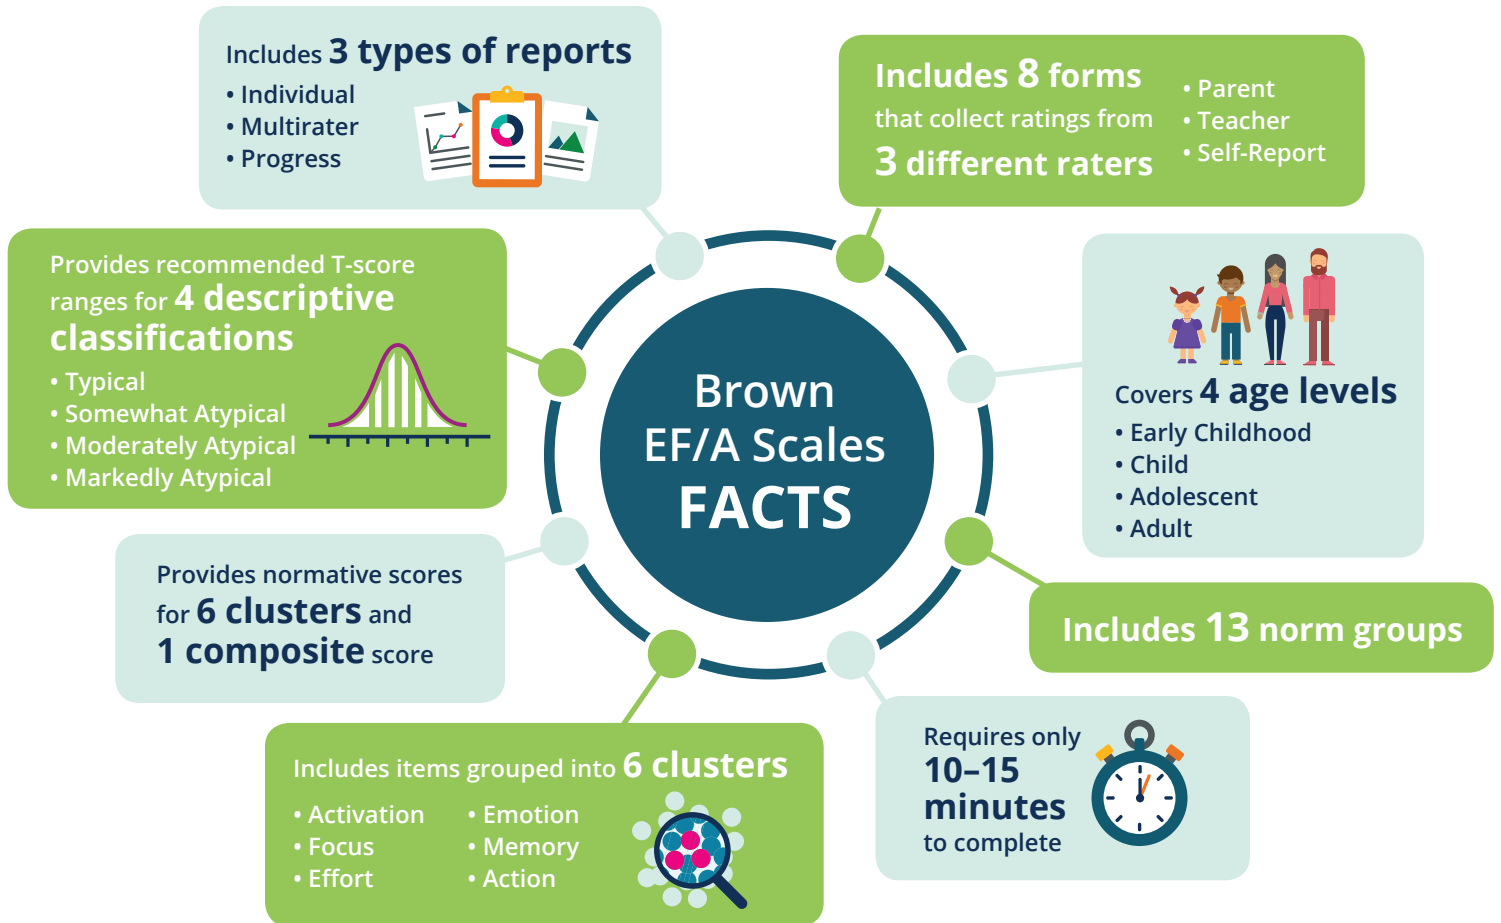 Includes 3 types of reports
• Individual
• Multirater
• Progress
Includes 8 forms
that collect ratings from
3 different raters
• Parent
• Teacher
• Self-Report
Provides recommended T-score
ranges for 4 descriptive
classifications
• Typical
• Somewhat Atypical
• Moderately Atypical
• Markedly Atypical
Brown
EF/A Scales
FACTS
Covers 4 age levels
• Early Childhood
• Child
• Adolescent
• Adult
Provides normative scores
for 6 clusters and
1 composite score
Includes 13 norm groups
Includes items grouped into 6 clusters
• Activation
• Focus
• Effort
• Emotion
• Memory
• Action
Requires only
10–15
minutes
to complete